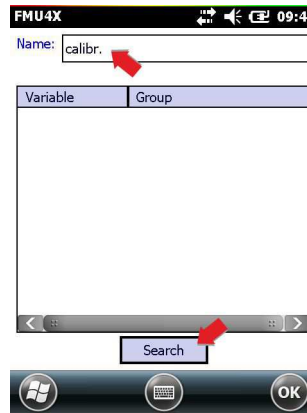 FMU4X 09:4
Name: calibr.
Variable Group
Search
OK